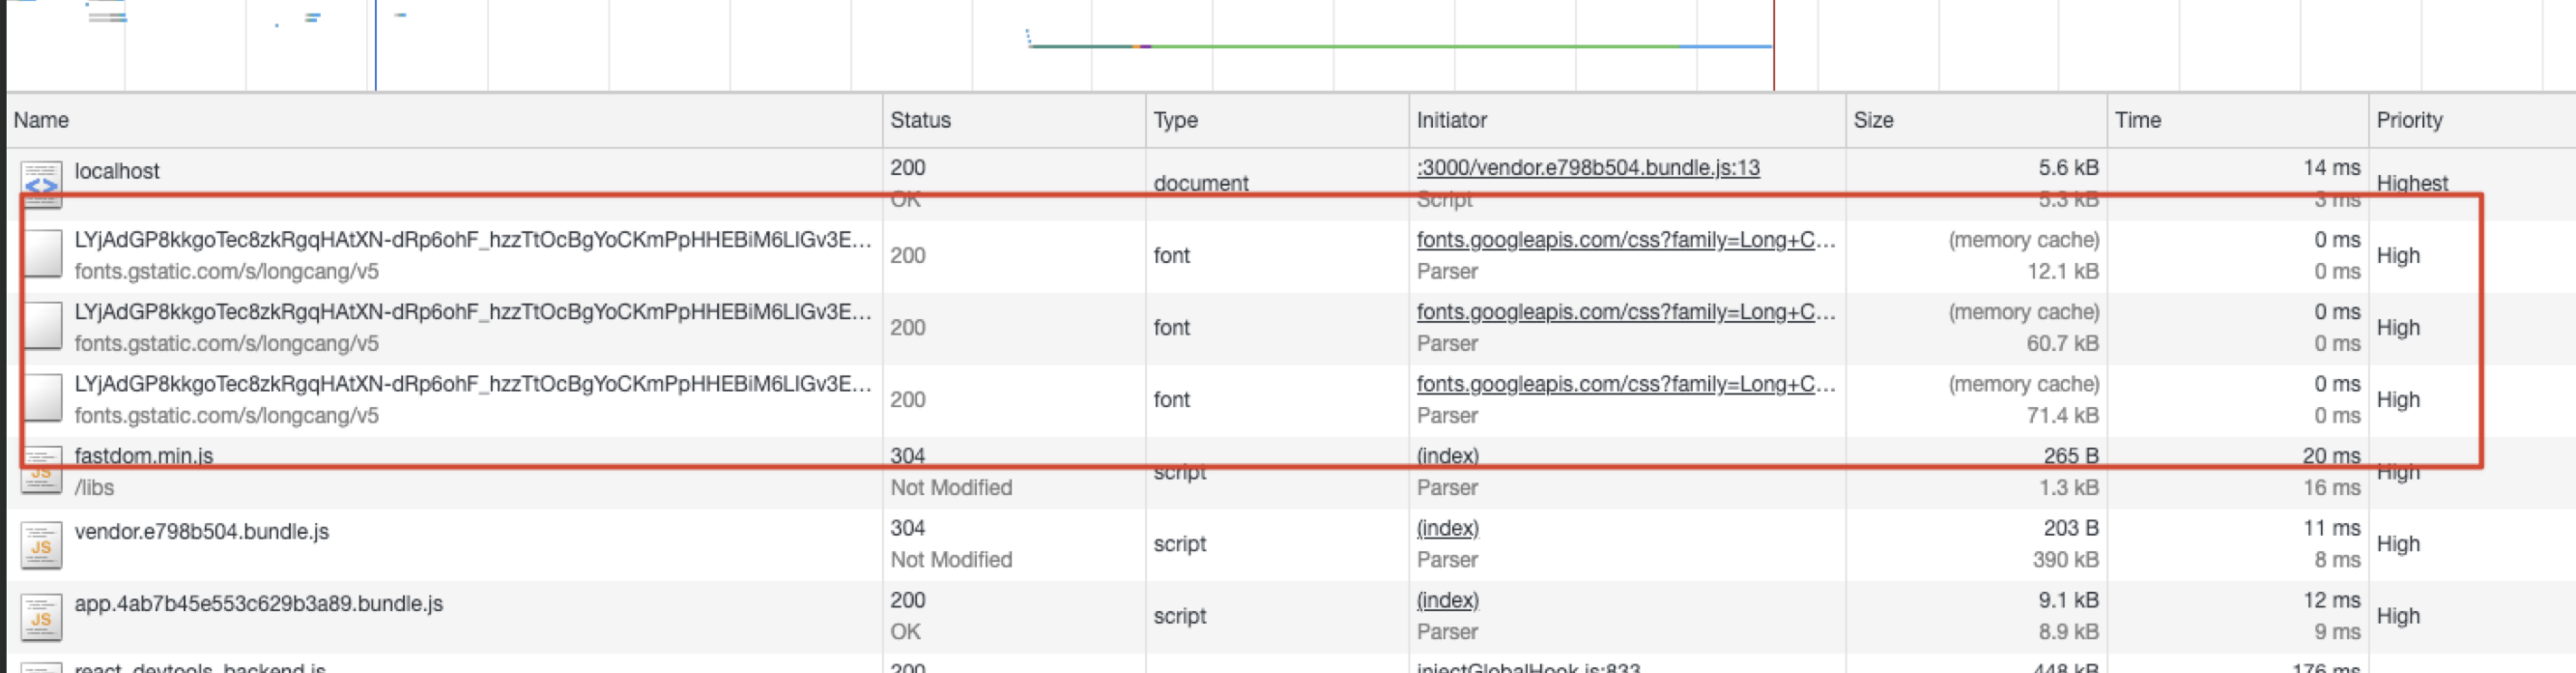 Name Status Type Initiator Size Time Priority
localhost 200 document :3000/vendor.e798b504.bundle.js:13 5.6 kB 14 ms Highest
OK Script 5.3 kB 3 ms
LYjAdGP8kkgoTec8zkRgqHAtXN-dRp6ohF_hzzTtOcBgYoCKmPpHHEBiM6LIGv3E... 200 font fonts.googleapis.com/css?family=Long+C... (memory cache) 0 ms High
fonts.gstatic.com/s/longcang/v5 Parser 12.1 kB 0 ms
LYjAdGP8kkgoTec8zkRgqHAtXN-dRp6ohF_hzzTtOcBgYoCKmPpHHEBiM6LIGv3E... 200 font fonts.googleapis.com/css?family=Long+C... (memory cache) 0 ms High
fonts.gstatic.com/s/longcang/v5 Parser 60.7 kB 0 ms
LYjAdGP8kkgoTec8zkRgqHAtXN-dRp6ohF_hzzTtOcBgYoCKmPpHHEBiM6LIGv3E... 200 font fonts.googleapis.com/css?family=Long+C... (memory cache) 0 ms High
fonts.gstatic.com/s/longcang/v5 Parser 71.4 kB 0 ms
JS fastdom.min.js 304 script (index) 265 B 20 ms High
/libs Not Modified Parser 1.3 kB 16 ms
JS vendor.e798b504.bundle.js 304 script (index) 203 B 11 ms High
Not Modified Parser 390 kB 8 ms
JS app.4ab7b45e553c629b3a89.bundle.js 200 script (index) 9.1 kB 12 ms High
OK Parser 8.9 kB 9 ms
react_devtools_backend.js 200 injectGlobalHook.js:833 448 kB 176 ms